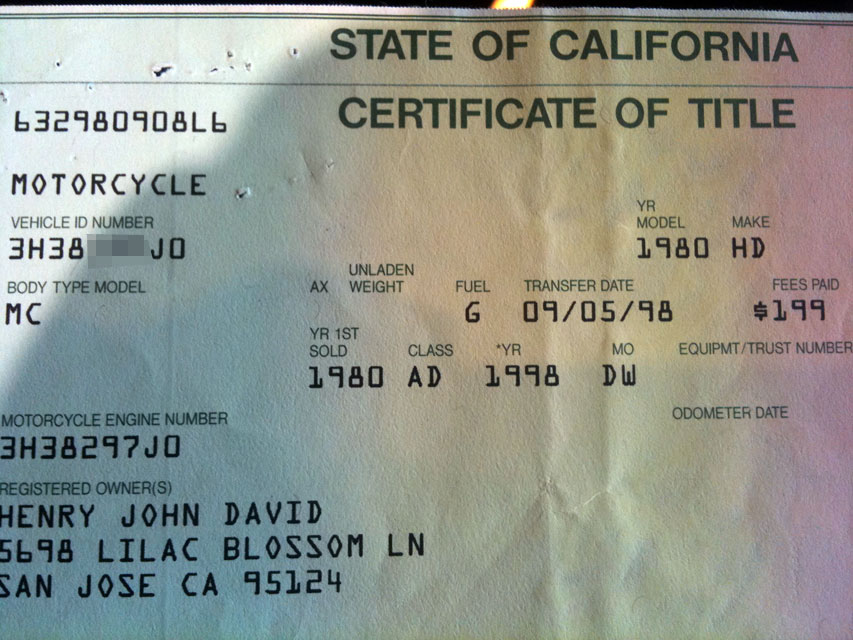 STATE OF CALIFORNIA
CERTIFICATE OF TITLE
632980908L6
MOTORCYCLE
VEHICLE ID NUMBER
YR MODEL MAKE
3H38 JO 1980 HD
BODY TYPE MODEL AX UNLADEN WEIGHT FUEL TRANSFER DATE FEES PAID
MC G 09/05/98 $199
YR 1ST SOLD CLASS *YR MO EQUIPMT/TRUST NUMBER
1980 AD 1998 DW
ODOMETER DATE
MOTORCYCLE ENGINE NUMBER
3H38297JO
REGISTERED OWNER(S)
HENRY JOHN DAVID
5698 LILAC BLOSSOM LN
SAN JOSE CA 95124